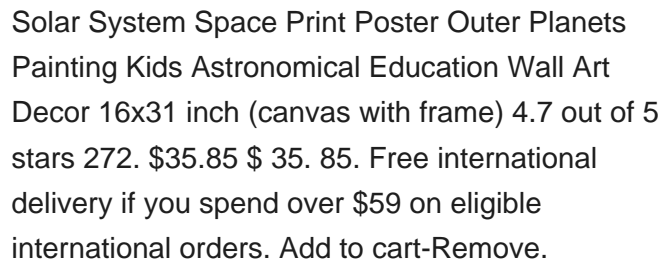 Solar System Space Print Poster Outer Planets
Painting Kids Astronomical Education Wall Art
Decor 16x31 inch (canvas with frame) 4.7 out of 5
stars 272. $35.85 $ 35. 85. Free international
delivery if you spend over $59 on eligible
international orders. Add to cart-Remove.